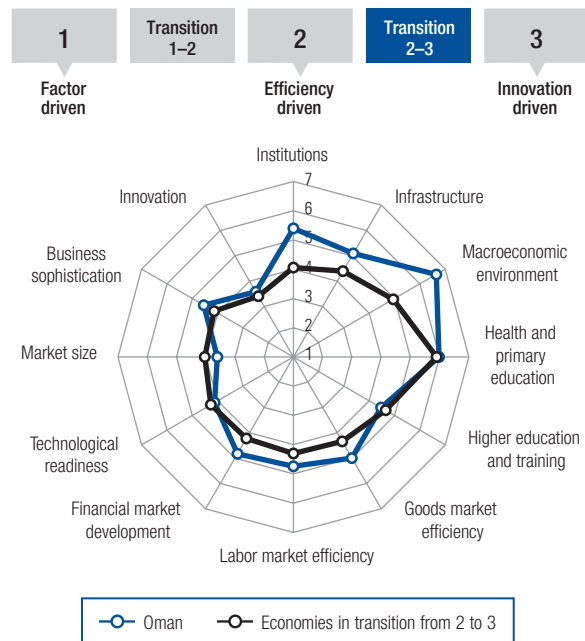 1
Transition
1–2
2
Transition
2–3
3
Factor
driven
Efficiency
driven
Innovation
driven
Institutions
Infrastructure
Macroeconomic
environment
Health and
primary
education
Higher education
and training
Goods market
efficiency
Labor market efficiency
Financial market
development
Technological
readiness
Market size
Business
sophistication
Innovation
7
6
5
4
3
2
1
Oman
Economies in transition from 2 to 3